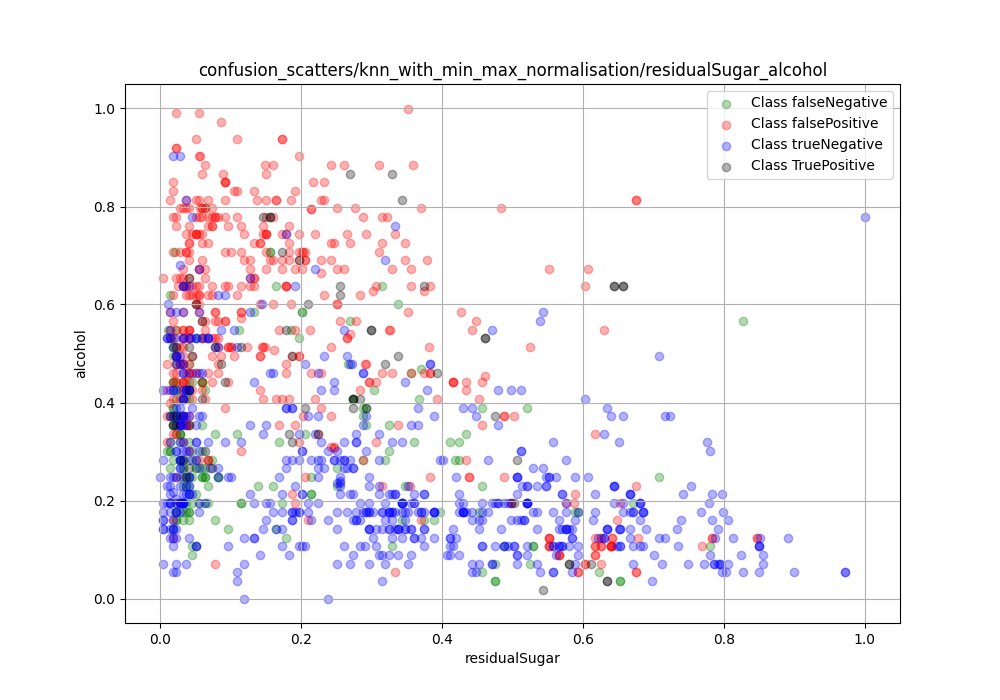 confusion_scatters/knn_with_min_max_normalisation/residualSugar_alcohol
Class falseNegative
Class falsePositive
Class trueNegative
Class TruePositive
alcohol
1.0
0.8
0.6
0.4
0.2
0.0
0.0 0.2 0.4 0.6 0.8 1.0
residualSugar